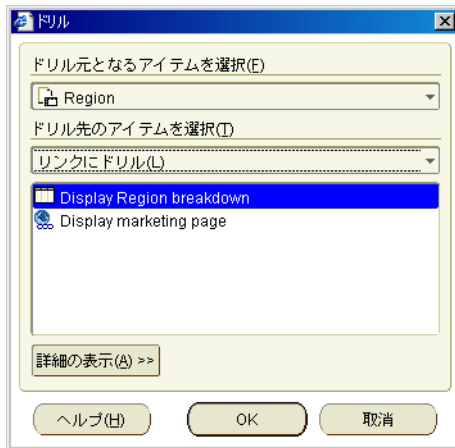 ドリル
ドリル元となるアイテムを選択(F)
Region
ドリル先のアイテムを選択(T)
リンクにドリル(L)
Display Region breakdown
Display marketing page
詳細の表示(A) >>
ヘルプ(H)
OK
取消